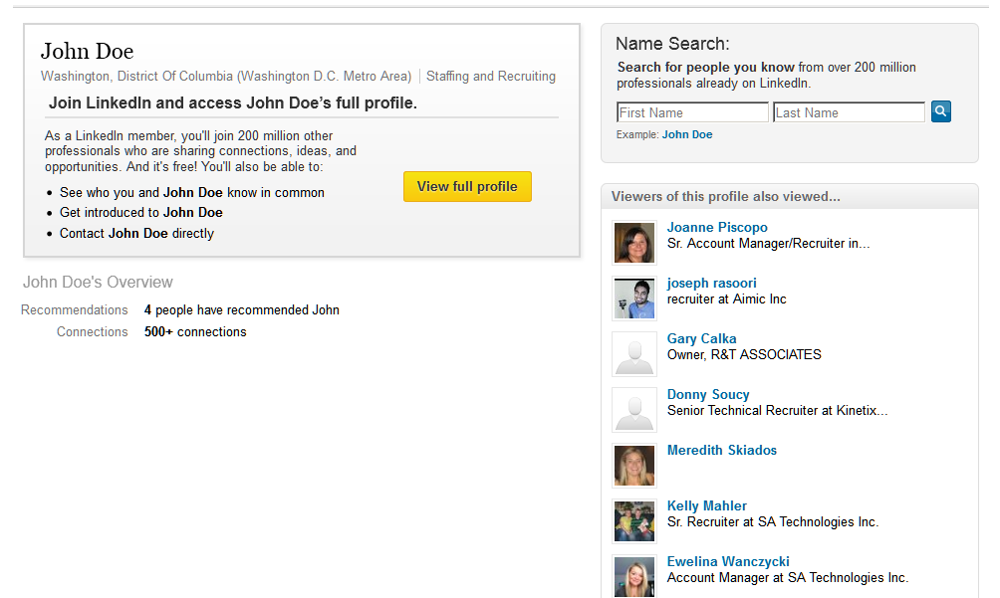 John Doe
Washington, District Of Columbia (Washington D.C. Metro Area) | Staffing and Recruiting
Join LinkedIn and access John Doe's full profile.
As a LinkedIn member, you'll join 200 million other
professionals who are sharing connections, ideas, and
opportunities. And it's free! You'll also be able to:
• See who you and John Doe know in common
• Get introduced to John Doe
• Contact John Doe directly
View full profile
John Doe's Overview
Recommendations 4 people have recommended John
Connections 500+ connections
Name Search:
Search for people you know from over 200 million
professionals already on LinkedIn.
First Name Last Name
Example: John Doe
Viewers of this profile also viewed...
Joanne Piscopo
Sr. Account Manager/Recruiter in...
joseph rasoori
recruiter at Aimic Inc
Gary Calka
Owner, R&T ASSOCIATES
Donny Soucy
Senior Technical Recruiter at Kinetix...
Meredith Skiados
Kelly Mahler
Sr. Recruiter at SA Technologies Inc.
Ewelina Wanczycki
Account Manager at SA Technologies Inc.